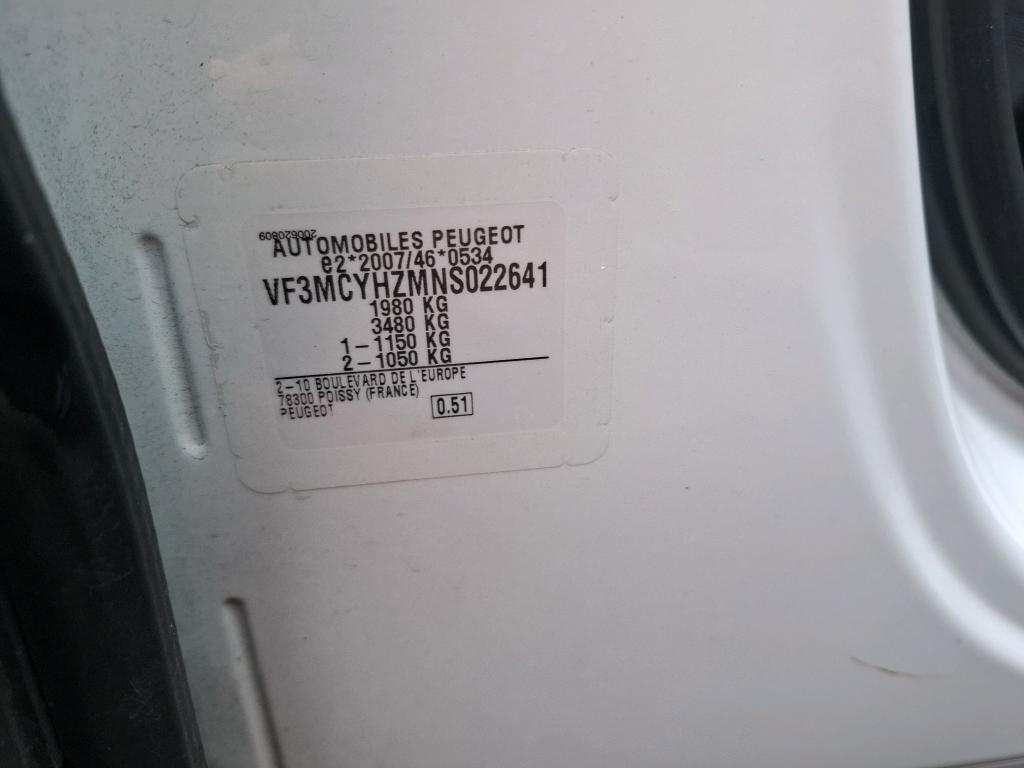 200620809
AUTOMOBILES PEUGEOT
e2*2007/46*0534
VF3MCYHZMNS022641
1980 KG
3480 KG
1-1150 KG
2-1050 KG
2-10 BOULEVARD DE L'EUROPE
78300 POISSY (FRANCE)
PEUGEOT
0.51